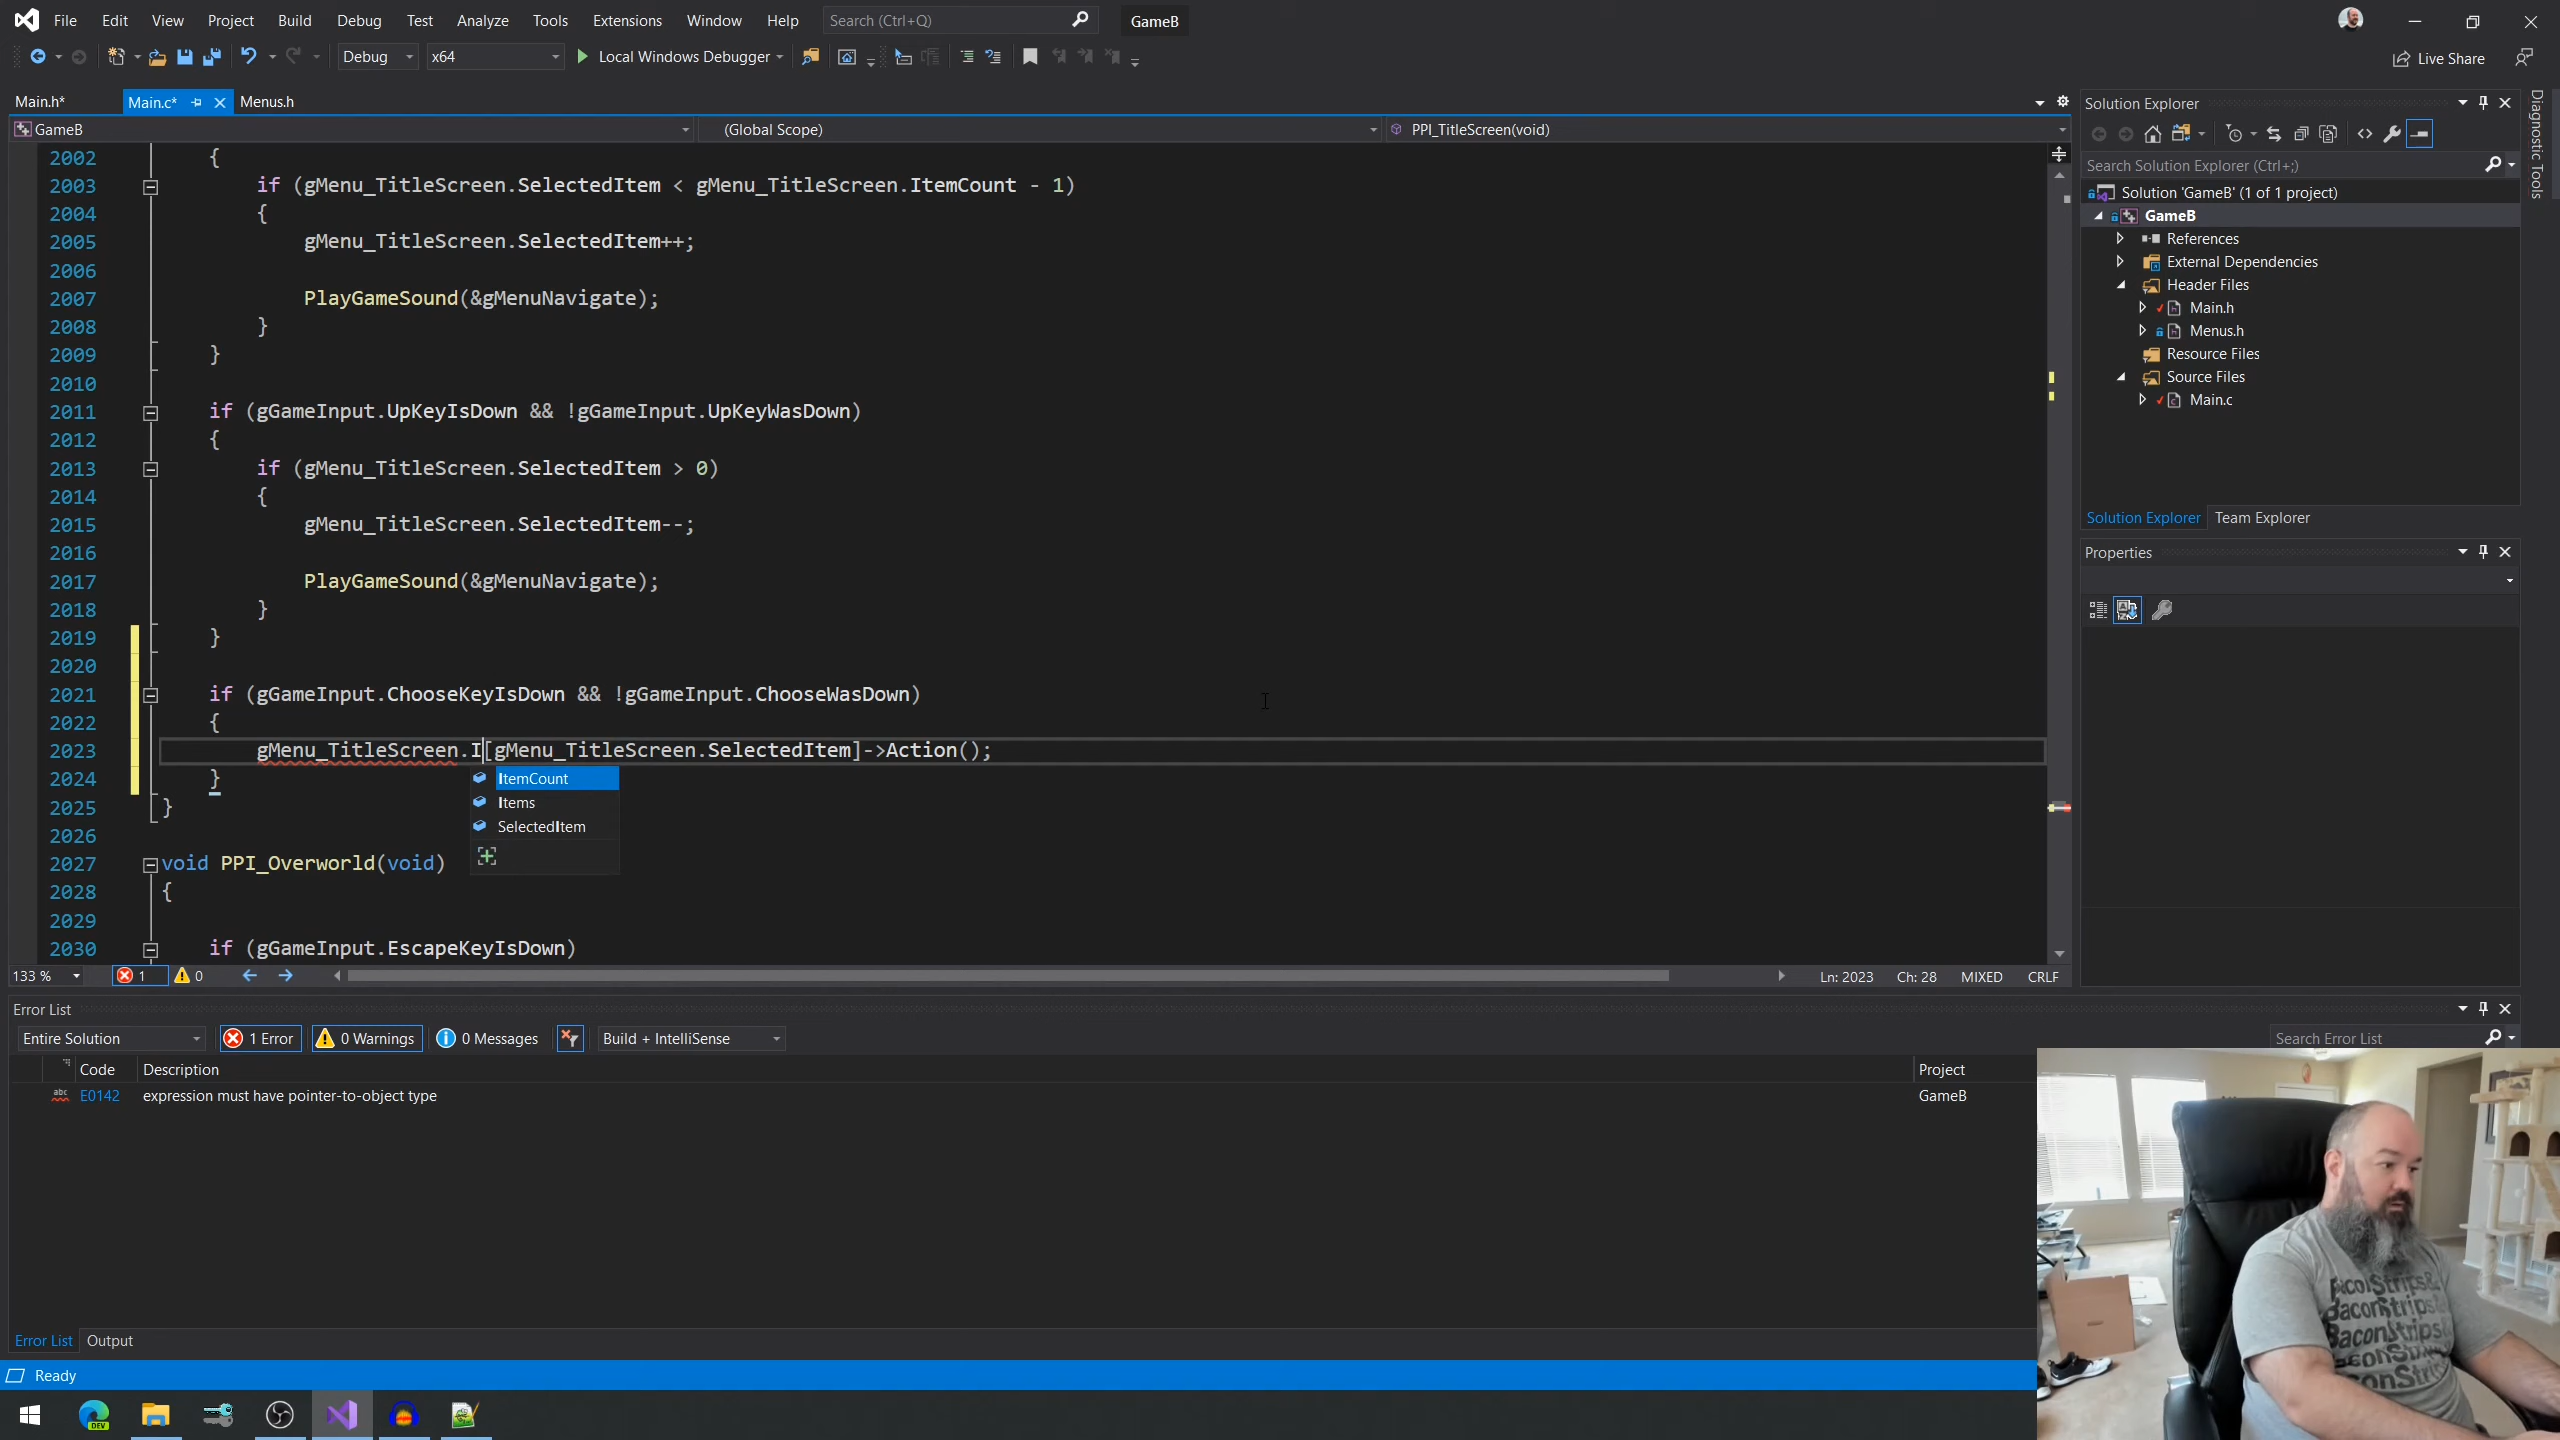 File Edit View Project Build Debug Test Analyze Tools Extensions Window Help Search (Ctrl+Q) GameB
Debug x64 Local Windows Debugger Live Share
Main.h* Main.c* Menus.h
GameB (Global Scope) PPI_TitleScreen(void)
2002 {
2003 if (gMenu_TitleScreen.SelectedItem < gMenu_TitleScreen.ItemCount - 1)
2004 {
2005 gMenu_TitleScreen.SelectedItem++;
2006
2007 PlayGameSound(&gMenuNavigate);
2008 }
2009 }
2010
2011 if (gGameInput.UpKeyIsDown && !gGameInput.UpKeyWasDown)
2012 {
2013 if (gMenu_TitleScreen.SelectedItem > 0)
2014 {
2015 gMenu_TitleScreen.SelectedItem--;
2016
2017 PlayGameSound(&gMenuNavigate);
2018 }
2019 }
2020
2021 if (gGameInput.ChooseKeyIsDown && !gGameInput.ChooseWasDown)
2022 {
2023 gMenu_TitleScreen.I[gMenu_TitleScreen.SelectedItem]->Action();
2024 }
ItemCount
Items
SelectedItem
2025 }
2026
2027 void PPI_Overworld(void)
2028 {
2029
2030 if (gGameInput.EscapeKeyIsDown)
133 % 1 0 Ln: 2023 Ch: 28 MIXED CRLF
Solution Explorer
Search Solution Explorer (Ctrl+;)
Solution 'GameB' (1 of 1 project)
GameB
References
External Dependencies
Header Files
Main.h
Menus.h
Resource Files
Source Files
Main.c
Solution Explorer Team Explorer
Properties
Diagnostic Tools
Error List
Entire Solution 1 Error 0 Warnings 0 Messages Build + IntelliSense Search Error List
Code Description Project
abc E0142 expression must have pointer-to-object type GameB
Error List Output
Ready
DEV
BaconStrips&
BaconStrips
BaconStrips